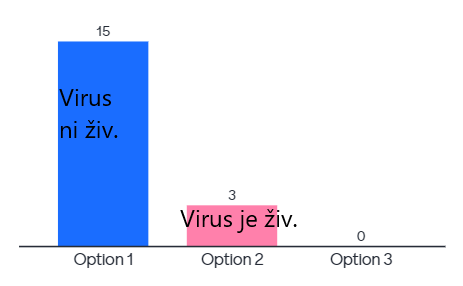 15
Virus
ni živ.
3
Virus je živ.
0
Option 1
Option 2
Option 3